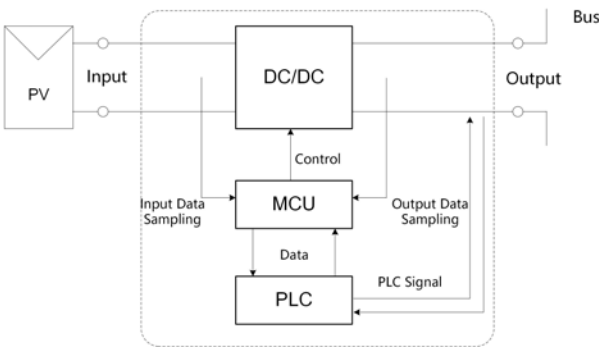 Bus
PV
Input
DC/DC
Output
Control
Input Data
Sampling
MCU
Output Data
Sampling
Data
PLC
PLC Signal